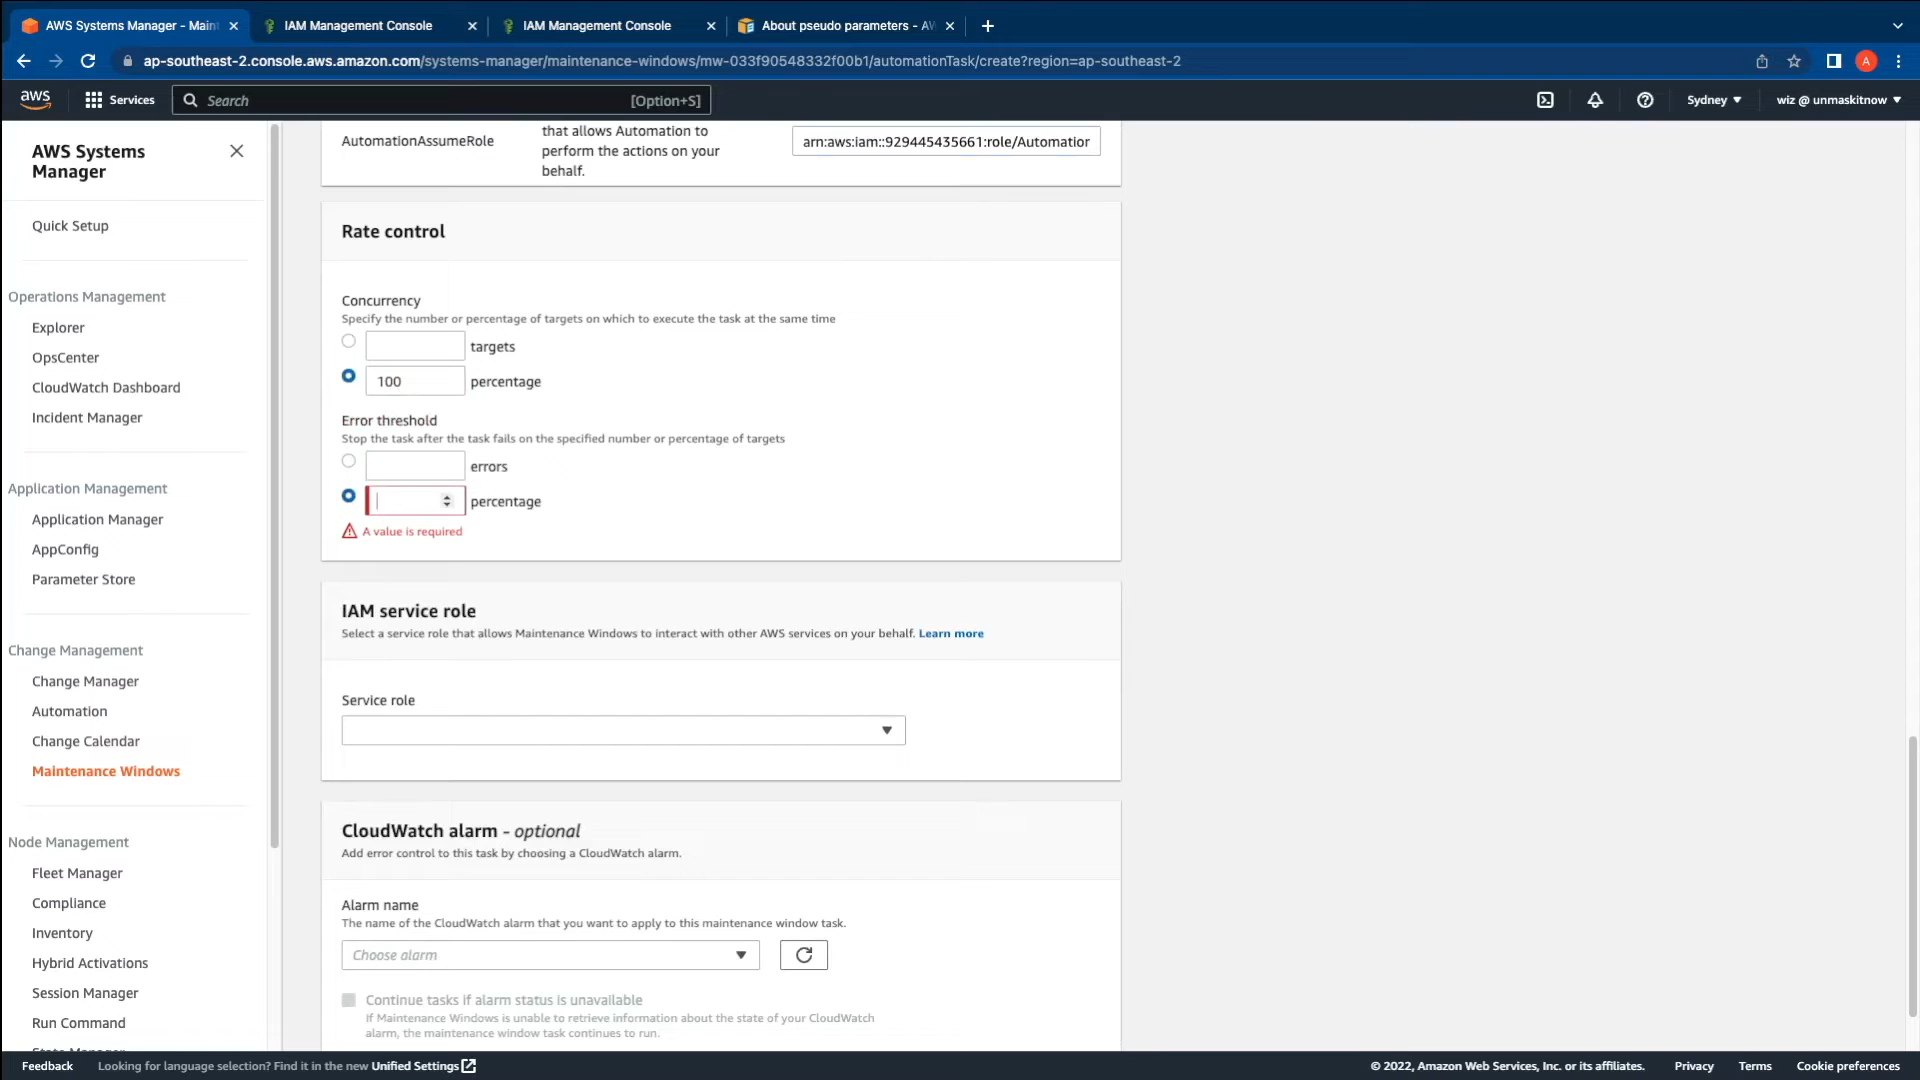 AWS Systems Manager - Maint
IAM Management Console
IAM Management Console
About pseudo parameters - AW
ap-southeast-2.console.aws.amazon.com/systems-manager/maintenance-windows/mw-033f90548332f00b1/automationTask/create?region=ap-southeast-2
A
aws
Services
Search
[Option+S]
Sydney
wiz @ unmaskitnow
AWS Systems
Manager
Quick Setup
Operations Management
Explorer
OpsCenter
CloudWatch Dashboard
Incident Manager
Application Management
Application Manager
AppConfig
Parameter Store
Change Management
Change Manager
Automation
Change Calendar
Maintenance Windows
Node Management
Fleet Manager
Compliance
Inventory
Hybrid Activations
Session Manager
Run Command
AutomationAssumeRole
that allows Automation to
perform the actions on your
behalf.
arn:aws:iam::929445435661:role/Automation
Rate control
Concurrency
Specify the number or percentage of targets on which to execute the task at the same time
targets
100
percentage
Error threshold
Stop the task after the task fails on the specified number or percentage of targets
errors
percentage
A value is required
IAM service role
Select a service role that allows Maintenance Windows to interact with other AWS services on your behalf. Learn more
Service role
CloudWatch alarm - optional
Add error control to this task by choosing a CloudWatch alarm.
Alarm name
The name of the CloudWatch alarm that you want to apply to this maintenance window task.
Choose alarm
Continue tasks if alarm status is unavailable
If Maintenance Windows is unable to retrieve information about the state of your CloudWatch
alarm, the maintenance window task continues to run.
Feedback
Looking for language selection? Find it in the new Unified Settings
© 2022, Amazon Web Services, Inc. or its affiliates.
Privacy
Terms
Cookie preferences